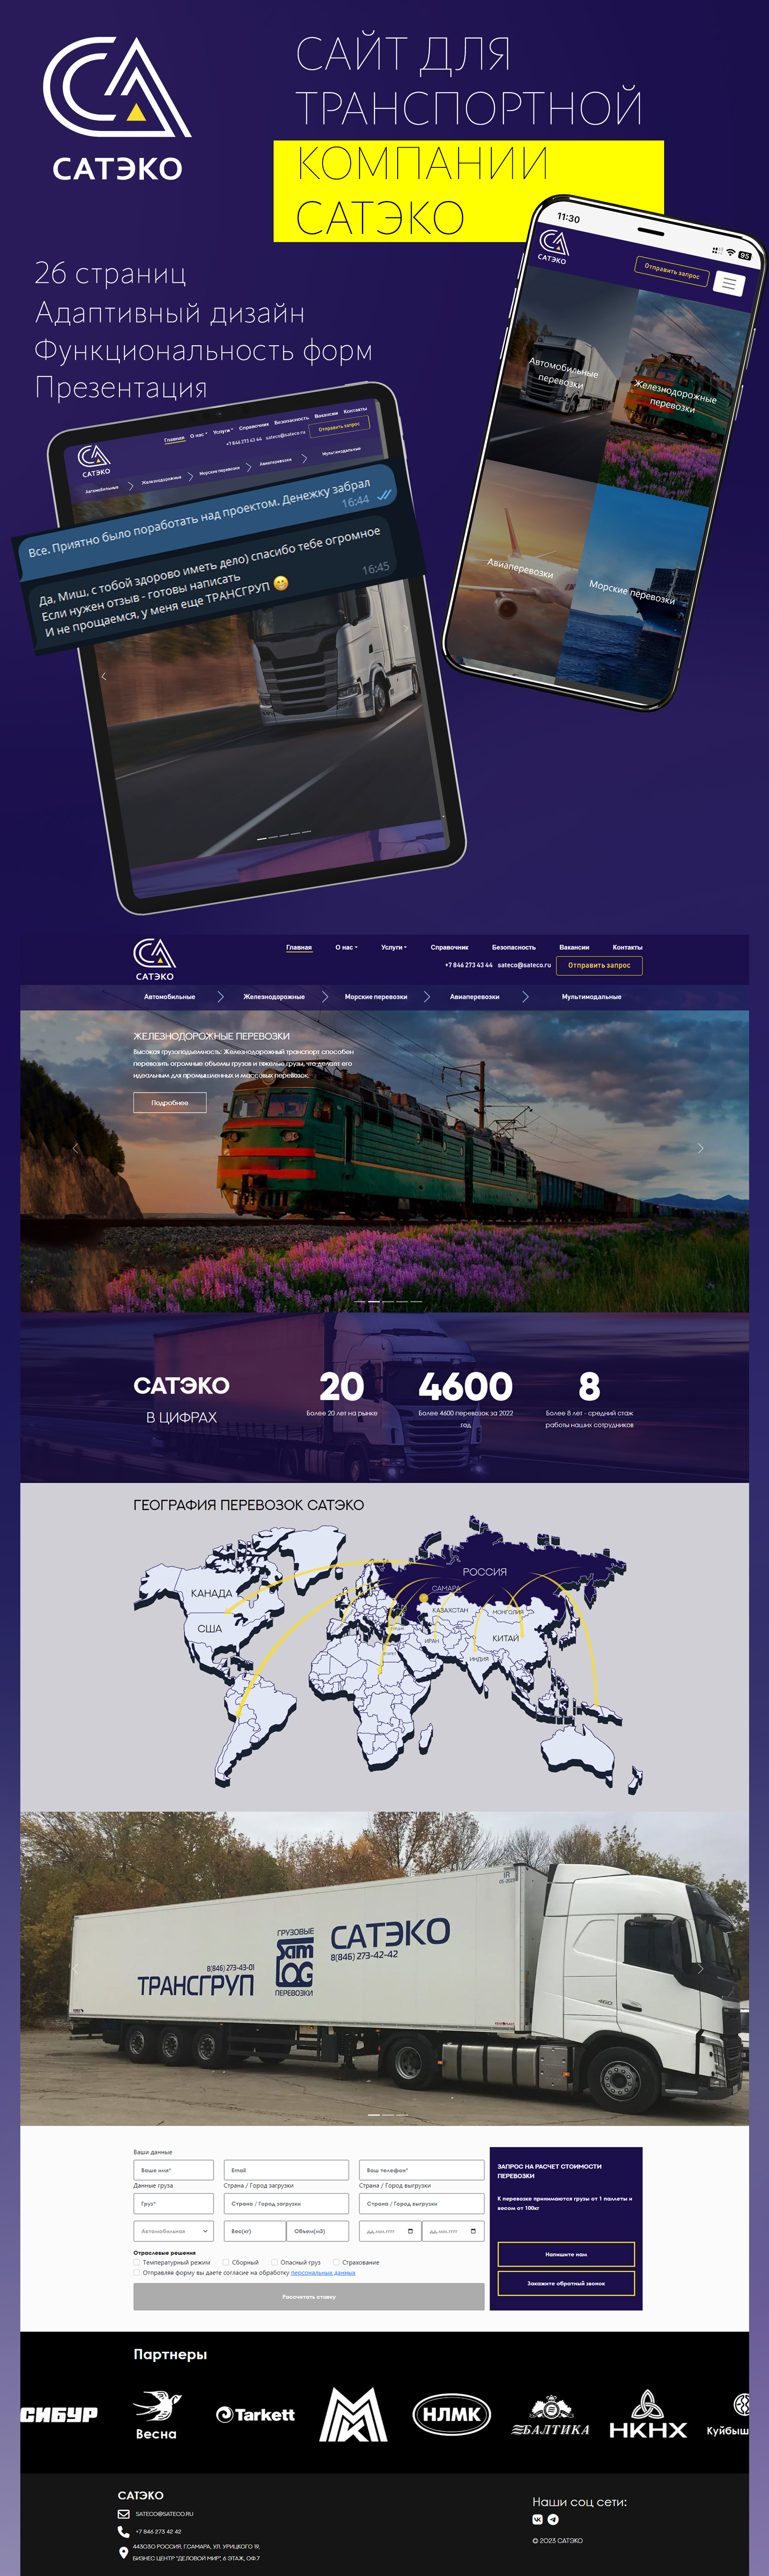 САТЭКО
САЙТ ДЛЯ
ТРАНСПОРТНОЙ
КОМПАНИИ
САТЭКО
26 страниц
Адаптивный дизайн
Функциональность форм
Презентация
11:30
95
САТЭКО
Отправить запрос
Автомобильные
перевозки
Железнодорожные
перевозки
Авиаперевозки
Морские перевозки
САТЭКО
Главная О нас Услуги Справочник Безопасность Вакансии Контакты
+7 846 273 43 44 sateco@sateco.ru Отправить запрос
Автомобильные Железнодорожные Морские перевозки Авиаперевозки Мультимодальные
Все. Приятно было поработать над проектом. Денежку забрал
16:44
Да, Миш, с тобой здорово иметь дело) спасибо тебе огромное
Если нужен отзыв - готовы написать
И не прощаемся, у меня еще ТРАНСГРУП 😁
16:45
САТЭКО
Главная О нас Услуги Справочник Безопасность Вакансии Контакты
+7 846 273 43 44 sateco@sateco.ru Отправить запрос
Автомобильные Железнодорожные Морские перевозки Авиаперевозки Мультимодальные
ЖЕЛЕЗНОДОРОЖНЫЕ ПЕРЕВОЗКИ
Высокая грузоподъемность: Железнодорожный транспорт способен
перевозить огромные объемы грузов и тяжелые грузы, что делает его
идеальным для промышленных и массовых перевозок.
Подробнее
САТЭКО
В ЦИФРАХ
20
Более 20 лет на рынке
4600
Более 4600 перевозок за 2022
год
8
Более 8 лет - средний стаж
работы наших сотрудников
ГЕОГРАФИЯ ПЕРЕВОЗОК САТЭКО
КАНАДА
США
РОССИЯ
САМАРА
КАЗАХСТАН
МОНГОЛИЯ
ИРАН
КИТАЙ
ИНДИЯ
IR
05-2021
ГРУЗОВЫЕ
SamLOG
ПЕРЕВОЗКИ
САТЭКО
8(846) 273-42-42
8(846) 273-43-01
ТРАНСГРУП
460
Ваши данные
Ваше имя* Email Ваш телефон*
Данные груза Страна / Город загрузки Страна / Город выгрузки
Груз* Страна / Город загрузки Страна / Город выгрузки
Автомобильная Вес(кг) Объем(м3) дд.мм.гггг дд.мм.гггг
Отраслевые решения
Температурный режим Сборный Опасный груз Страхование
Отправляя форму вы даете согласие на обработку персональных данных
Рассчитать ставку
ЗАПРОС НА РАСЧЕТ СТОИМОСТИ
ПЕРЕВОЗКИ
К перевозке принимаются грузы от 1 паллеты и
весом от 100кг
Напишите нам
Закажите обратный звонок
Партнеры
СИБУР
Весна
Tarkett
НЛМК
БАЛТИКА
НКНХ
Куйбыш
САТЭКО
SATECO@SATECO.RU
+7 846 273 42 42
443030 РОССИЯ, Г.САМАРА, УЛ. УРИЦКОГО 19,
БИЗНЕС ЦЕНТР "ДЕЛОВОЙ МИР", 6 ЭТАЖ, ОФ.7
Наши соц сети:
© 2023 САТЭКО